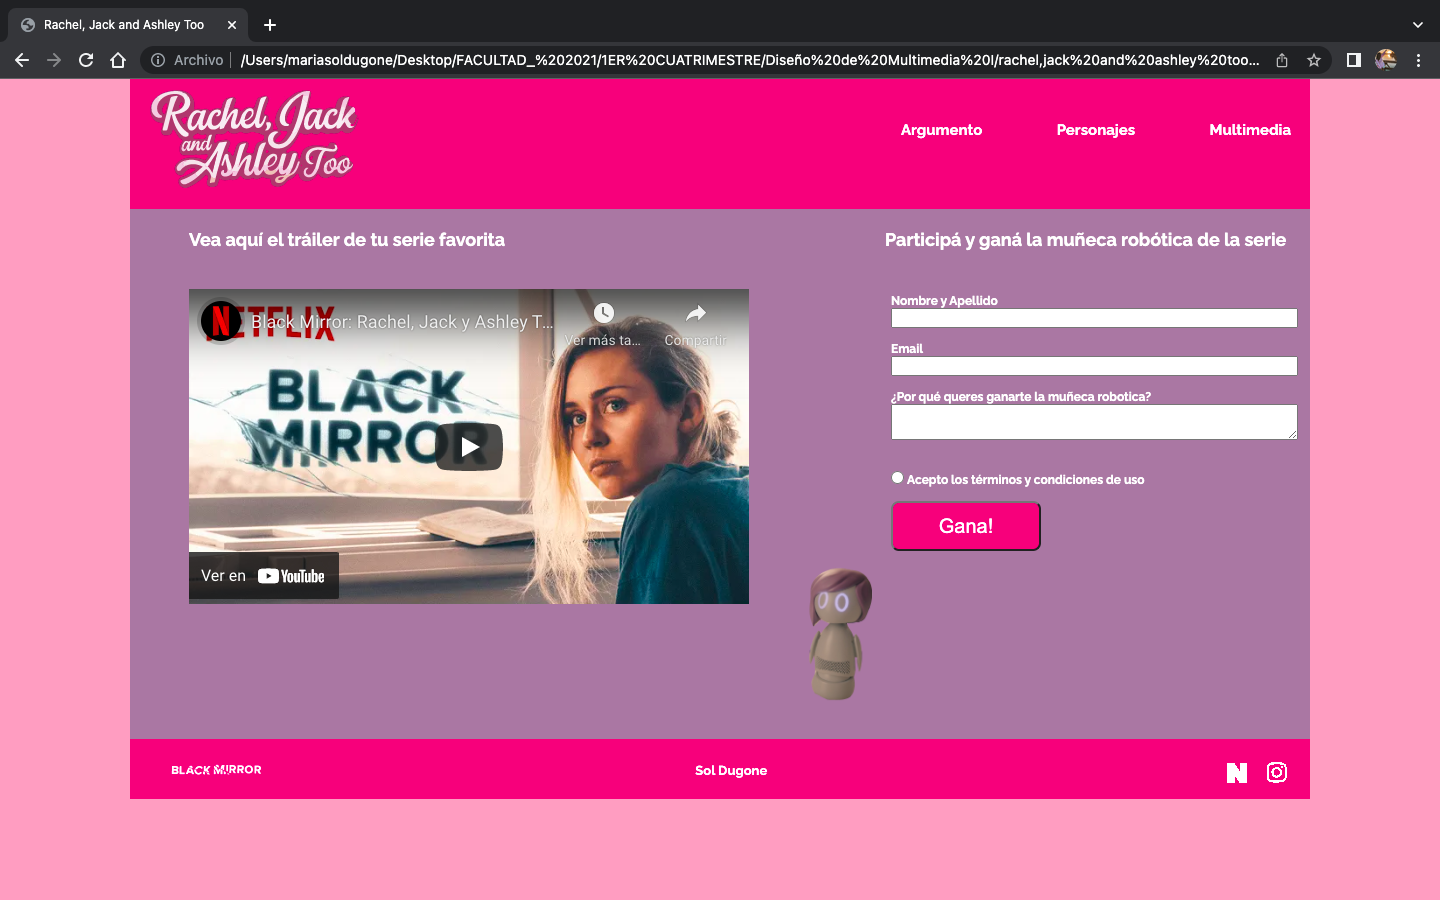 Rachel, Jack and Ashley Too
Archivo
/Users/mariasoldugone/Desktop/FACULTAD_%202021/1ER%20CUATRIMESTRE/Diseño%20de%20Multimedia%20I/rachel,jack%20and%20ashley%20too...
Rachel, Jack
and
Ashley Too
Argumento
Personajes
Multimedia
Vea aquí el tráiler de tu serie favorita
Participá y ganá la muñeca robótica de la serie
N
NETFLIX
Black Mirror: Rachel, Jack y Ashley T...
Ver más ta...
Compartir
BLACK
MIRROR
Ver en YouTube
Nombre y Apellido
Email
¿Por qué queres ganarte la muñeca robotica?
Acepto los términos y condiciones de uso
Gana!
BLACK MIRROR
Sol Dugone
N